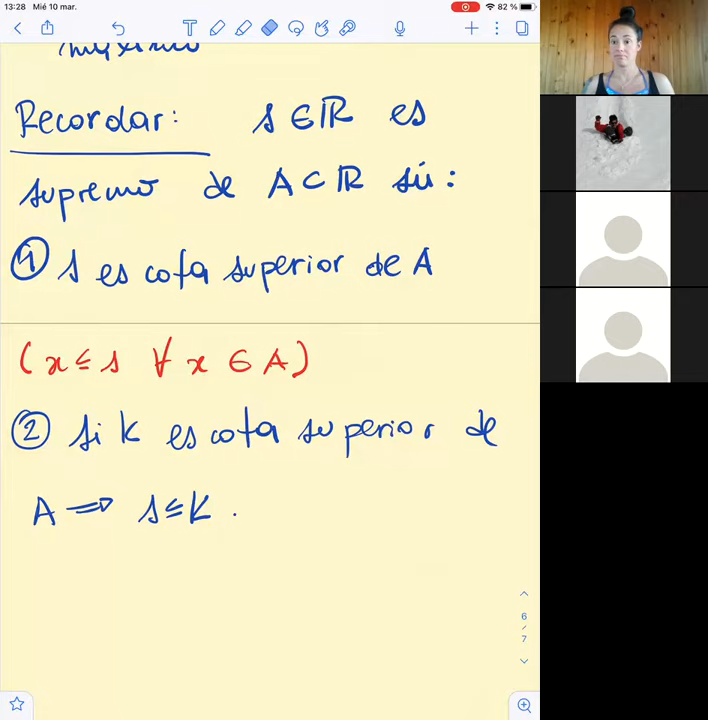 13:28 Mié 10 mar.
82 %
Recordar: s ∈ ℝ es
supremo de A ⊂ ℝ sii:
① s es cota superior de A
(x ≤ s ∀ x ∈ A)
② si k es cota superior de
A ⟹ s ≤ k.
6
/
7